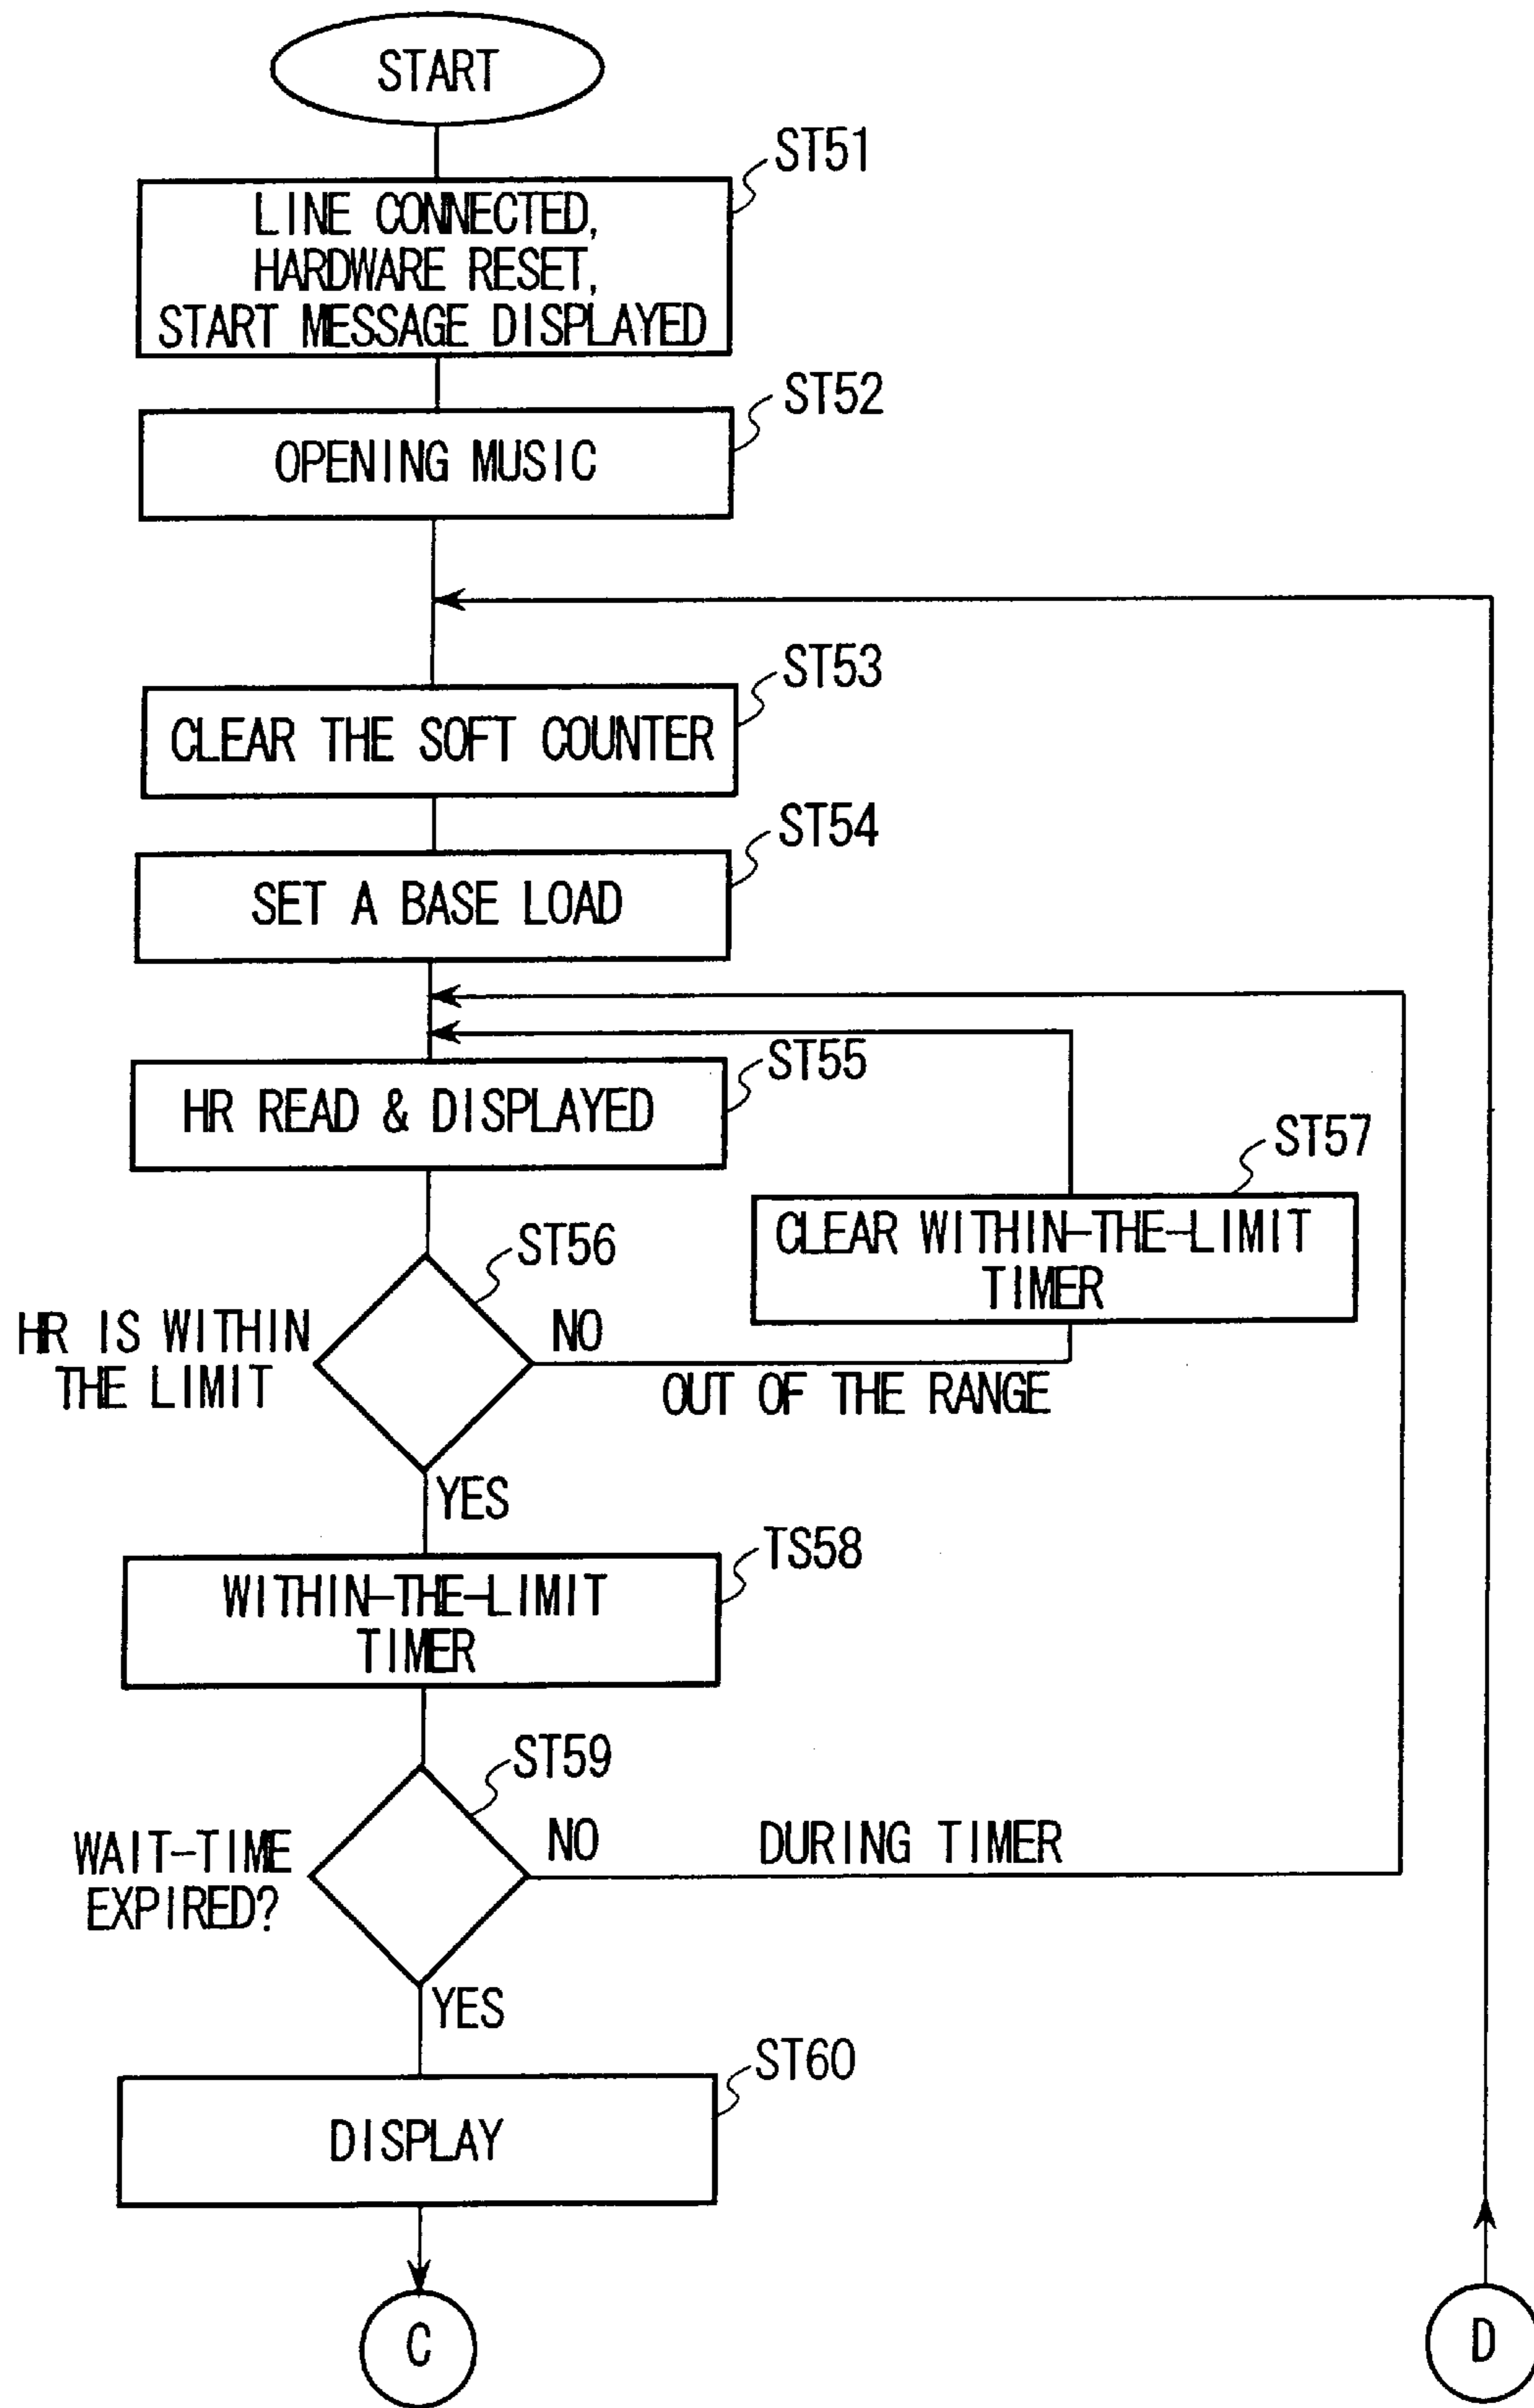 START
ST51
LINE CONNECTED,
HARDWARE RESET,
START MESSAGE DISPLAYED
ST52
OPENING MUSIC
ST53
CLEAR THE SOFT COUNTER
ST54
SET A BASE LOAD
ST55
HR READ & DISPLAYED
ST57
CLEAR WITHIN-THE-LIMIT
TIMER
ST56
HR IS WITHIN
THE LIMIT
NO
OUT OF THE RANGE
YES
TS58
WITHIN-THE-LIMIT
TIMER
ST59
WAIT-TIME
EXPIRED?
NO
DURING TIMER
YES
ST60
DISPLAY
C
D